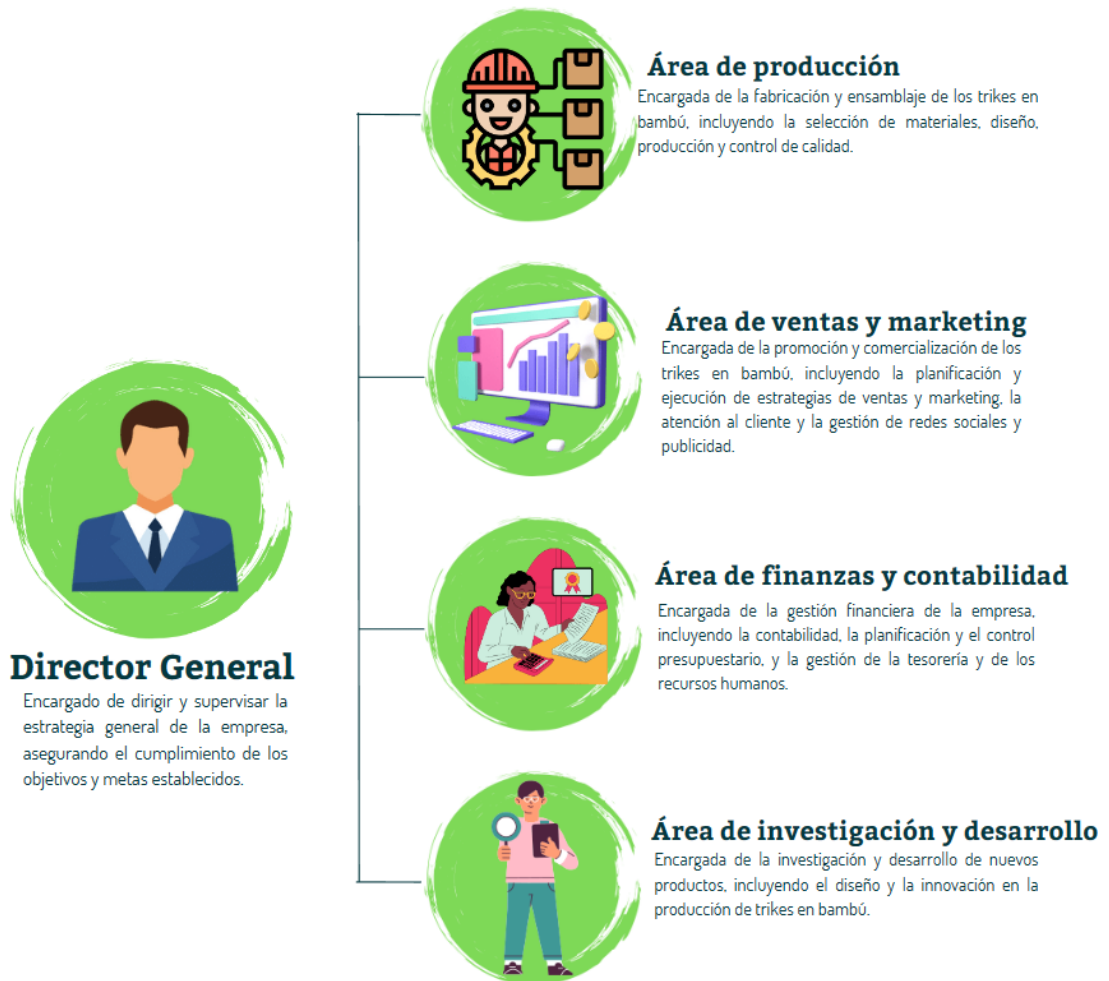 Área de producción
Encargada de la fabricación y ensamblaje de los trikes en
bambú, incluyendo la selección de materiales, diseño,
producción y control de calidad.
Área de ventas y marketing
Encargada de la promoción y comercialización de los
trikes en bambú, incluyendo la planificación y
ejecución de estrategias de ventas y marketing, la
atención al cliente y la gestión de redes sociales y
publicidad.
Director General
Encargado de dirigir y supervisar la
estrategia general de la empresa,
asegurando el cumplimiento de los
objetivos y metas establecidos.
Área de finanzas y contabilidad
Encargada de la gestión financiera de la empresa,
incluyendo la contabilidad, la planificación y el control
presupuestario, y la gestión de la tesorería y de los
recursos humanos.
Área de investigación y desarrollo
Encargada de la investigación y desarrollo de nuevos
productos, incluyendo el diseño y la innovación en la
producción de trikes en bambú.